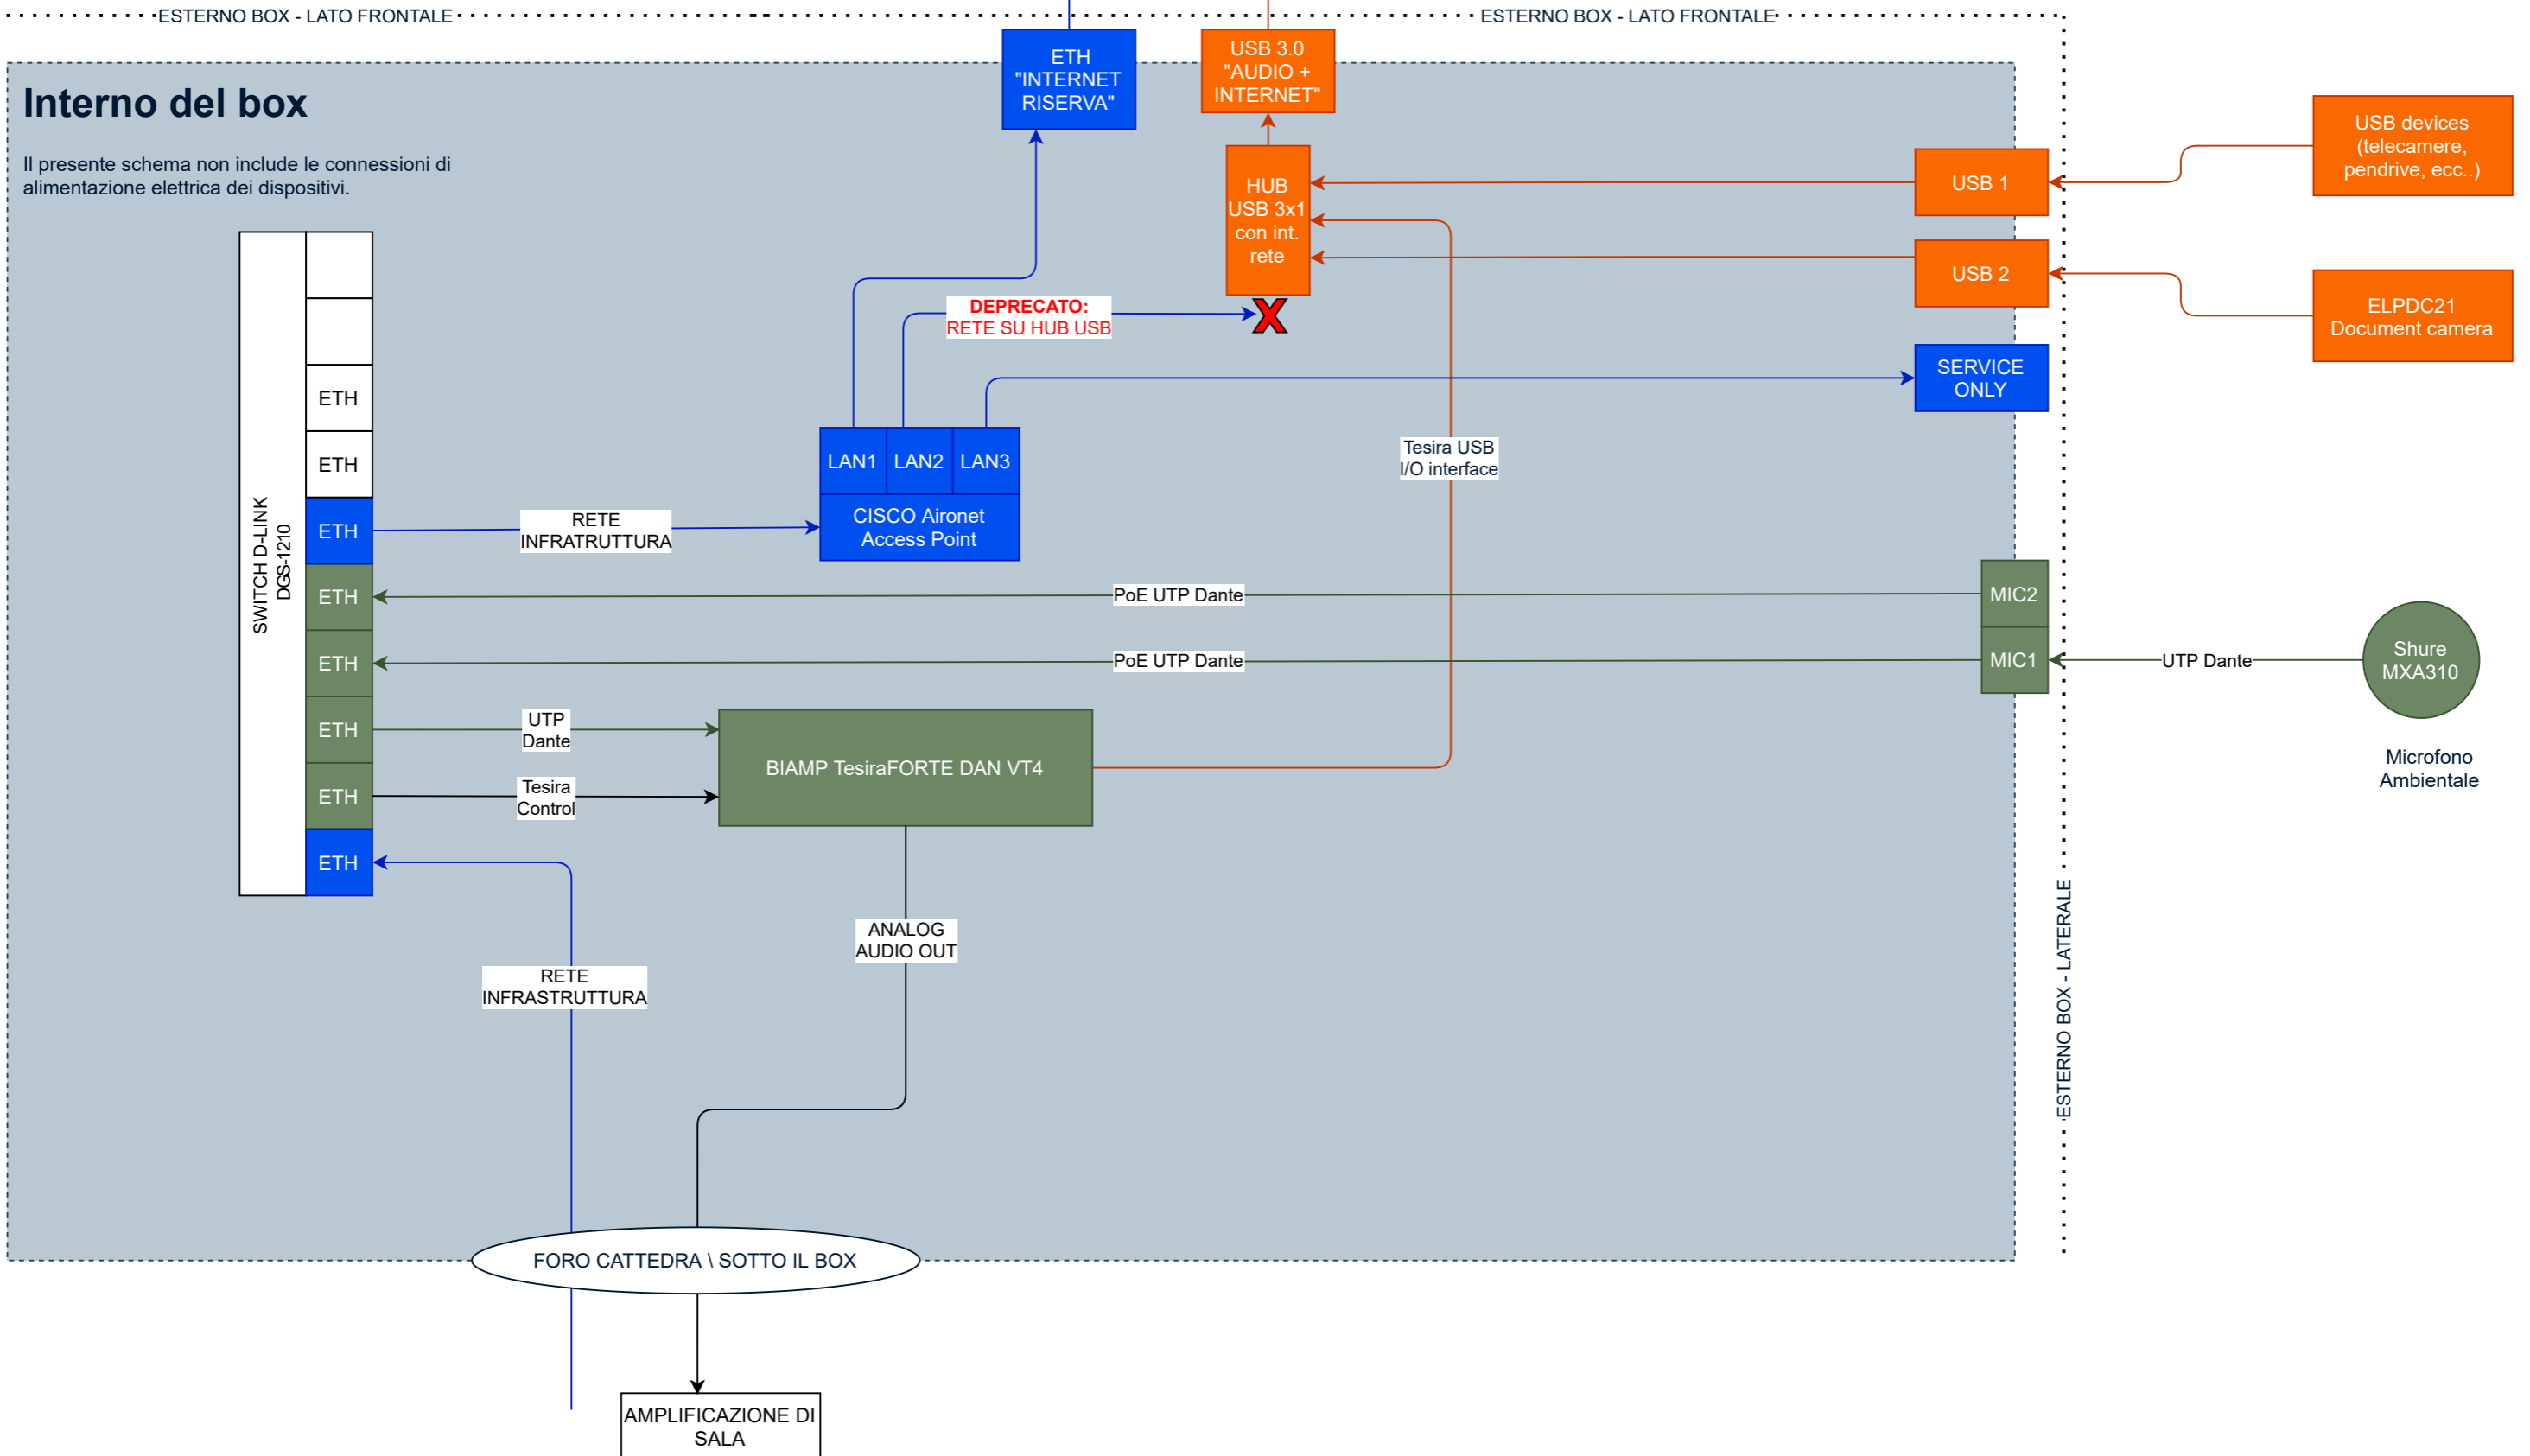 ESTERNO BOX - LATO FRONTALE
ESTERNO BOX - LATO FRONTALE
ETH
"INTERNET
RISERVA"
USB 3.0
"AUDIO +
INTERNET"
Interno del box
Il presente schema non include le connessioni di
alimentazione elettrica dei dispositivi.
HUB
USB 3x1
con int.
rete
USB 1
USB devices
(telecamere,
pendrive, ecc..)
USB 2
ELPDC21
Document camera
DEPRECATO:
RETE SU HUB USB
X
SERVICE
ONLY
SWITCH D-LINK
DGS-1210
ETH
ETH
ETH
ETH
ETH
ETH
ETH
ETH
LAN1
LAN2
LAN3
CISCO Aironet
Access Point
Tesira USB
I/O interface
RETE
INFRATRUTTURA
PoE UTP Dante
MIC2
PoE UTP Dante
MIC1
UTP Dante
Shure
MXA310
Microfono
Ambientale
UTP
Dante
Tesira
Control
BIAMP TesiraFORTE DAN VT4
ANALOG
AUDIO OUT
RETE
INFRASTRUTTURA
ESTERNO BOX - LATERALE
FORO CATTEDRA \ SOTTO IL BOX
AMPLIFICAZIONE DI
SALA